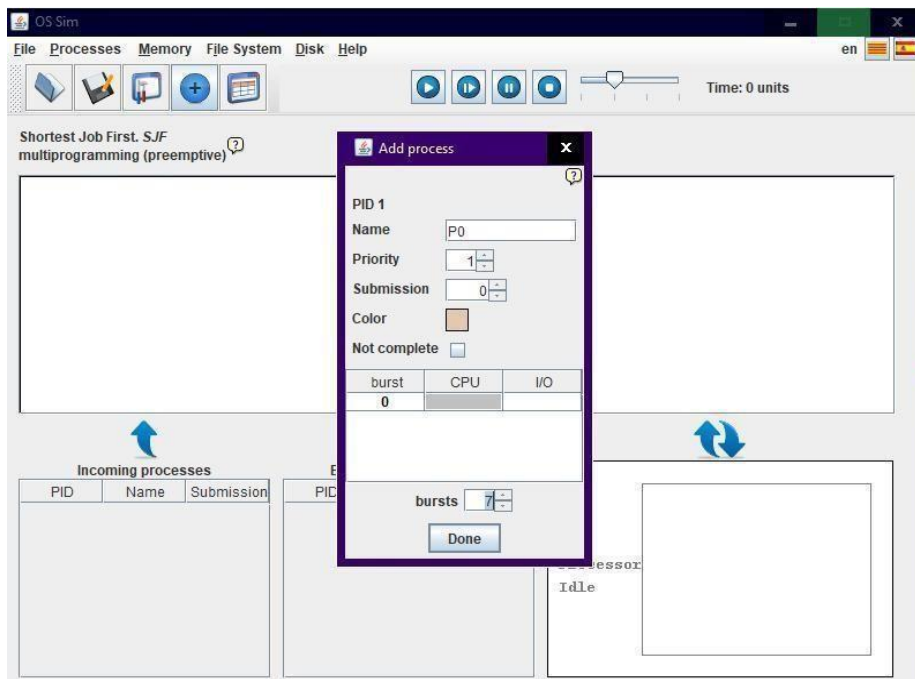 OS Sim
File Processes Memory File System Disk Help en
Time: 0 units
Shortest Job First. SJF
multiprogramming (preemptive)
?
Add process
x
?
PID 1
Name P0
Priority 1
Submission 0
Color
Not complete
burst CPU I/O
0
bursts 7
Done
Incoming processes
PID Name Submission
PID
Idle